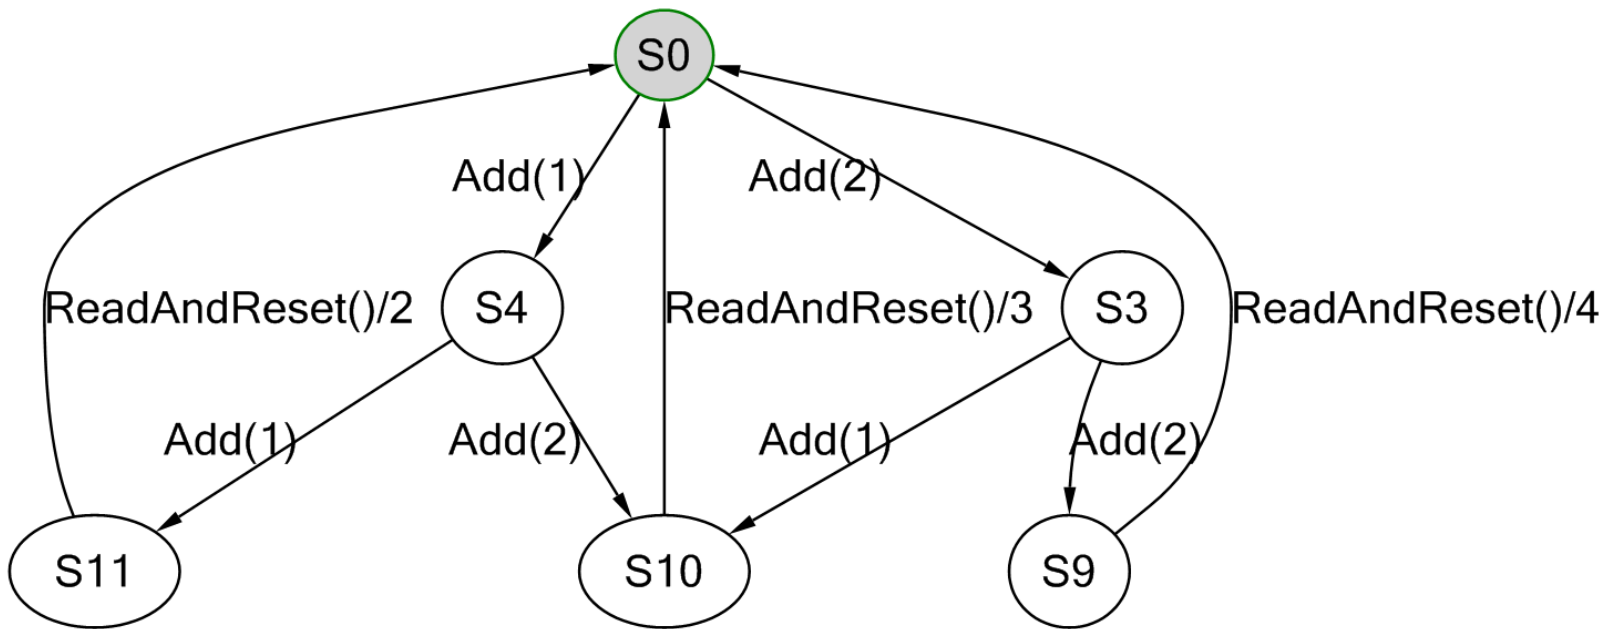 S0
Add(1)
Add(2)
ReadAndReset()/2
S4
ReadAndReset()/3
S3
ReadAndReset()/4
Add(1)
Add(2)
Add(1)
Add(2)
S11
S10
S9